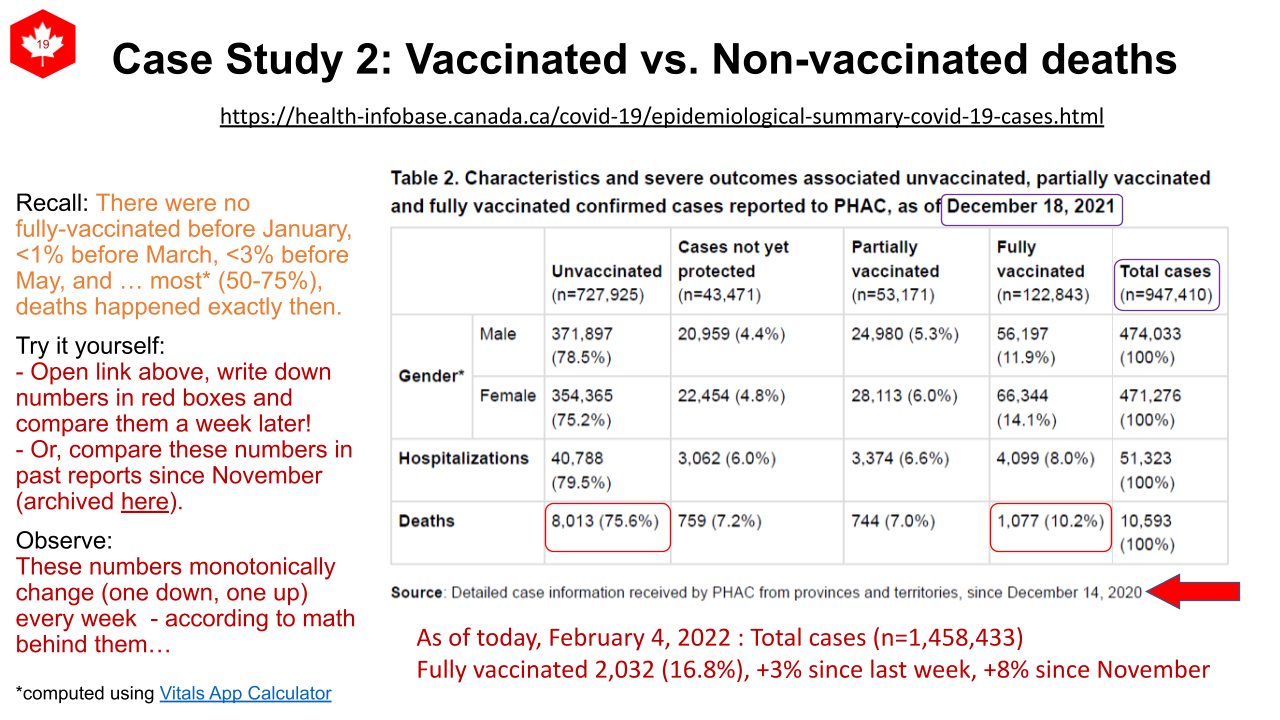 19
Case Study 2: Vaccinated vs. Non-vaccinated deaths
https://health-infobase.canada.ca/covid-19/epidemiological-summary-covid-19-cases.html
Recall: There were no
fully-vaccinated before January,
<1% before March, <3% before
May, and … most* (50-75%),
deaths happened exactly then.
Try it yourself:
- Open link above, write down
numbers in red boxes and
compare them a week later!
- Or, compare these numbers in
past reports since November
(archived here).
Observe:
These numbers monotonically
change (one down, one up)
every week  - according to math
behind them…
*computed using Vitals App Calculator
Table 2. Characteristics and severe outcomes associated unvaccinated, partially vaccinated
and fully vaccinated confirmed cases reported to PHAC, as of December 18, 2021
Unvaccinated
(n=727,925)
Cases not yet
protected
(n=43,471)
Partially
vaccinated
(n=53,171)
Fully
vaccinated
(n=122,843)
Total cases
(n=947,410)
Gender*
Male
371,897
(78.5%)
20,959 (4.4%)
24,980 (5.3%)
56,197
(11.9%)
474,033
(100%)
Female
354,365
(75.2%)
22,454 (4.8%)
28,113 (6.0%)
66,344
(14.1%)
471,276
(100%)
Hospitalizations
40,788
(79.5%)
3,062 (6.0%)
3,374 (6.6%)
4,099 (8.0%)
51,323
(100%)
Deaths
8,013 (75.6%)
759 (7.2%)
744 (7.0%)
1,077 (10.2%)
10,593
(100%)
Source: Detailed case information received by PHAC from provinces and territories, since December 14, 2020
As of today, February 4, 2022 : Total cases (n=1,458,433)
Fully vaccinated 2,032 (16.8%), +3% since last week, +8% since November